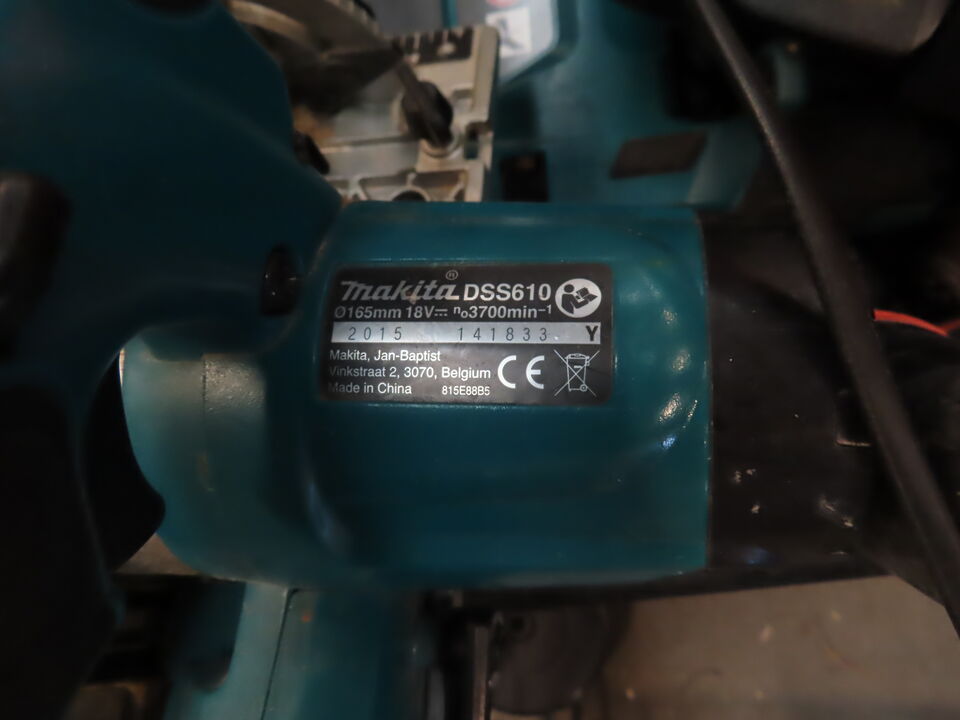 makita® DSS610
Ø165mm 18V⎓ n₀3700min⁻¹
2015 141833 Y
Makita, Jan-Baptist
Vinkstraat 2, 3070, Belgium
Made in China 815E88B5
CE